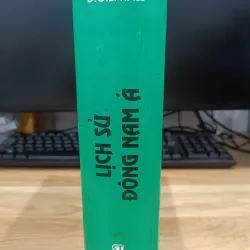 LỊCH SỬ
ĐÔNG NAM Á